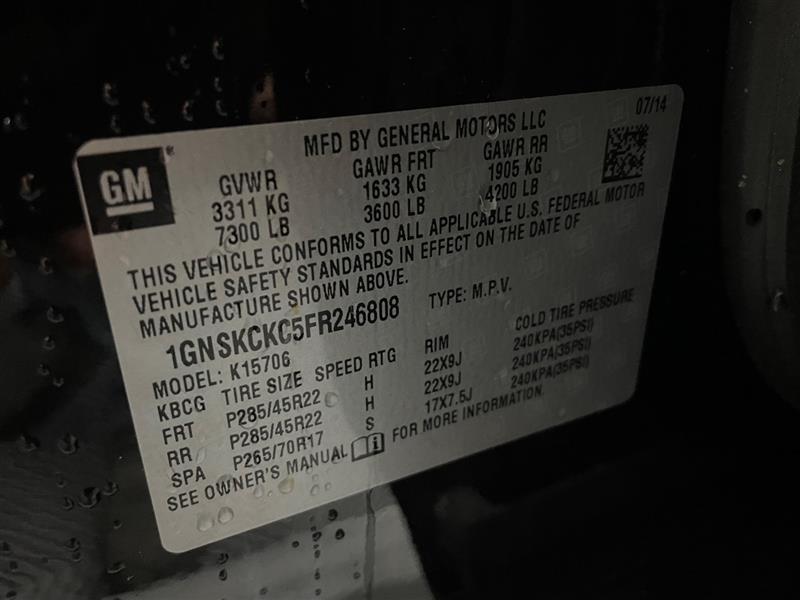 07/14
MFD BY GENERAL MOTORS LLC
GM
GVWR GAWR FRT GAWR RR
3311 KG 1633 KG 1905 KG
7300 LB 3600 LB 4200 LB
THIS VEHICLE CONFORMS TO ALL APPLICABLE U.S. FEDERAL MOTOR
VEHICLE SAFETY STANDARDS IN EFFECT ON THE DATE OF
MANUFACTURE SHOWN ABOVE.
1GNSKCKC5FR246808 TYPE: M.P.V.
MODEL: K15706
KBCG TIRE SIZE SPEED RTG RIM COLD TIRE PRESSURE
FRT P285/45R22 H 22X9J 240KPA(35PSI)
RR P285/45R22 H 22X9J 240KPA(35PSI)
SPA P265/70R17 S 17X7.5J 240KPA(35PSI)
SEE OWNER'S MANUAL FOR MORE INFORMATION.